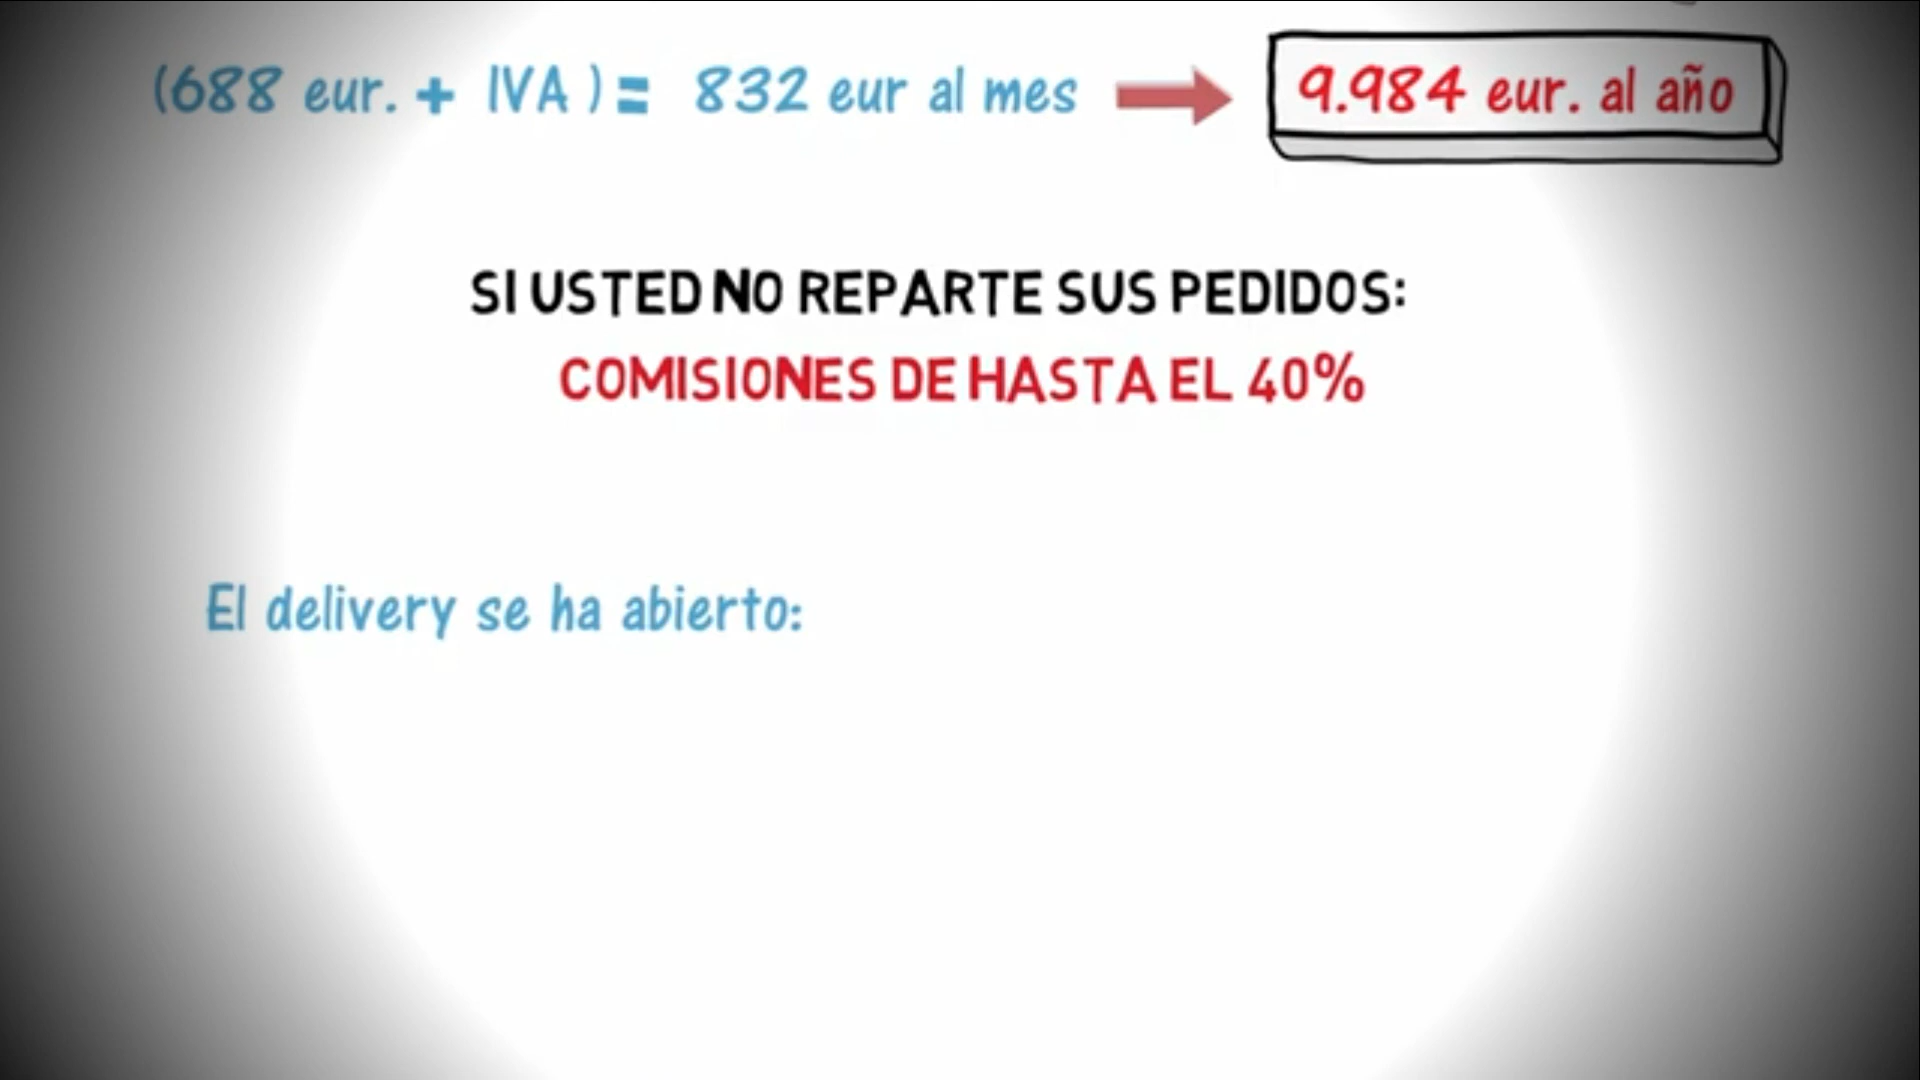 (688 eur. + IVA ) = 832 eur al mes 9.984 eur. al año
SI USTED NO REPARTE SUS PEDIDOS:
COMISIONES DE HASTA EL 40%
El delivery se ha abierto: